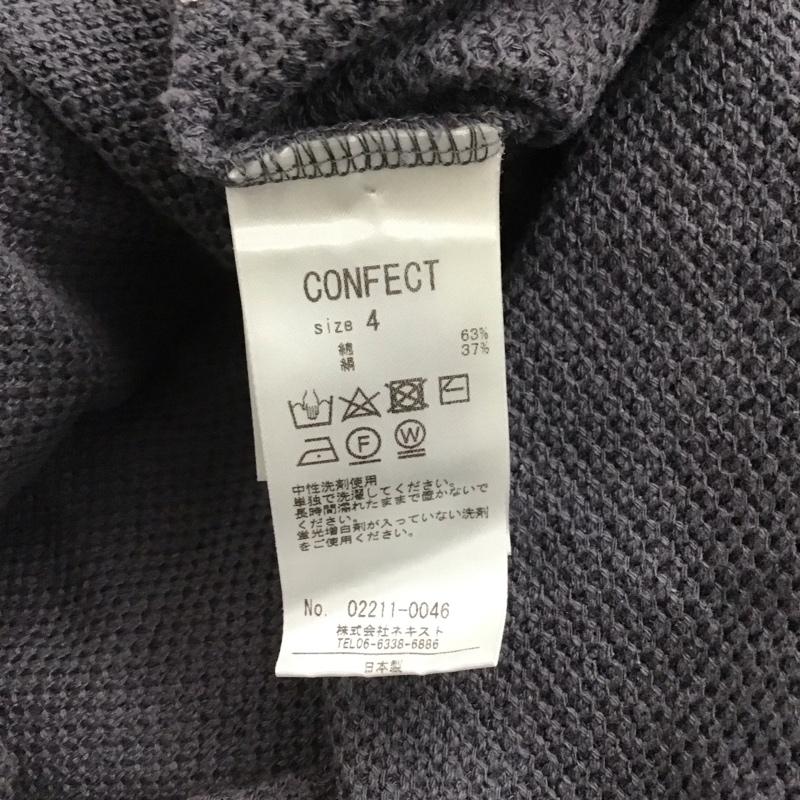 CONFECT
size 4
綿 63%
絹 37%
F W
中性洗剤使用
単独で洗濯してください。
長時間濡れたままで置かないで
ください。
蛍光増白剤が入っていない洗剤
をご使用ください。
No. 02211-0046
株式会社ネキスト
TEL06-6338-6886
日本製